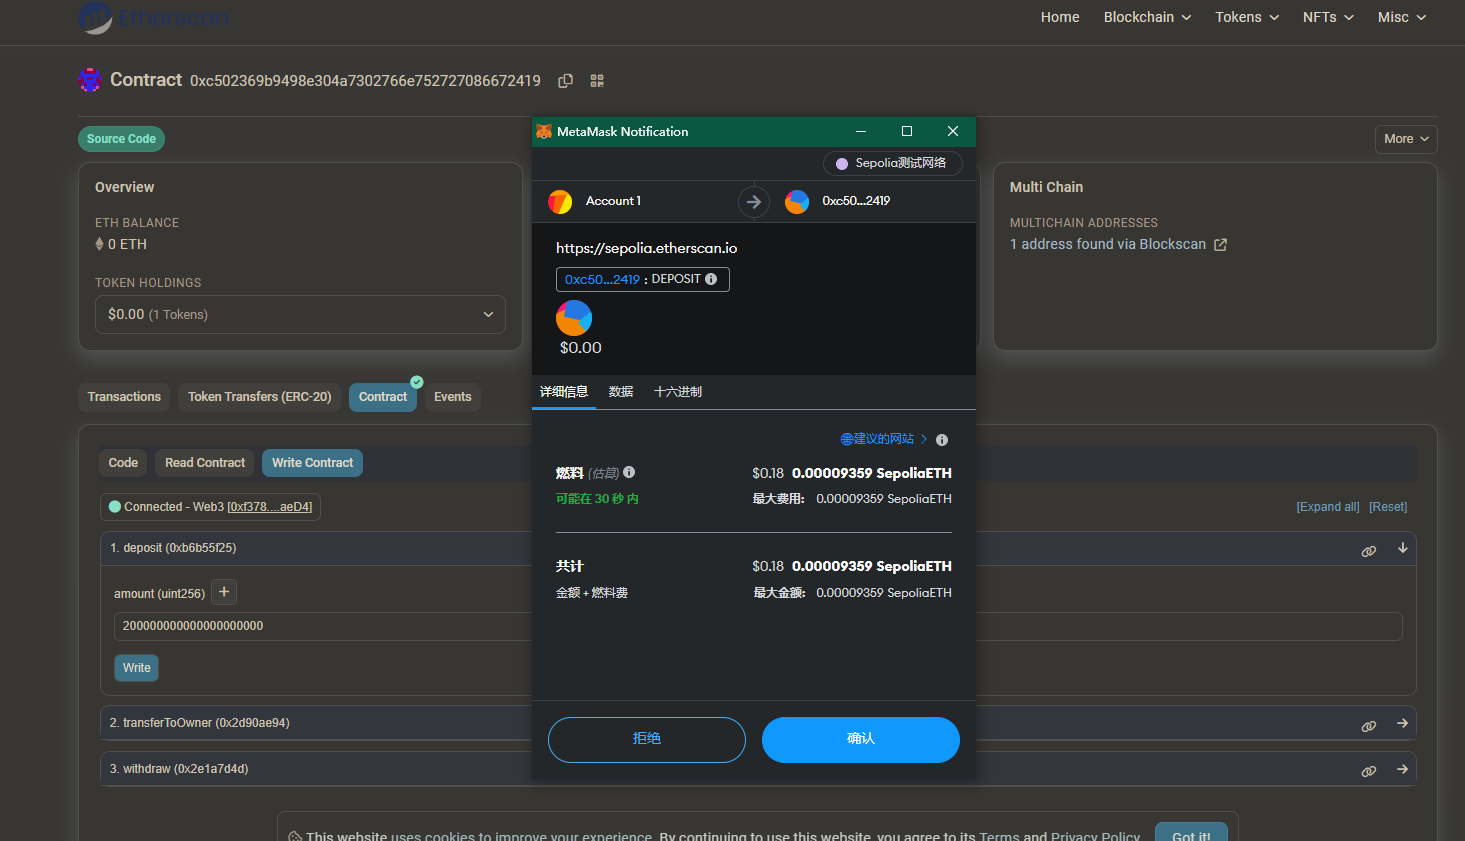 Etherscan
Home Blockchain Tokens NFTs Misc
Contract 0xc502369b9498e304a7302766e752727086672419
Source Code
More
Overview
ETH BALANCE
0 ETH
TOKEN HOLDINGS
$0.00 (1 Tokens)
Multi Chain
MULTICHAIN ADDRESSES
1 address found via Blockscan
Transactions Token Transfers (ERC-20) Contract Events
Code Read Contract Write Contract
Connected - Web3 [0xf378....aeD4]
[Expand all] [Reset]
1. deposit (0xb6b55f25)
amount (uint256) +
200000000000000000000
Write
2. transferToOwner (0x2d90ae94)
3. withdraw (0x2e1a7d4d)
This website uses cookies to improve your experience. By continuing to use this website, you agree to its Terms and Privacy Policy.
Got it!
MetaMask Notification
Sepolia测试网络
Account 1 0xc50...2419
https://sepolia.etherscan.io
0xc50...2419 : DEPOSIT
$0.00
详细信息 数据 十六进制
建议的网站
燃料 (估算) $0.18 0.00009359 SepoliaETH
可能在 30 秒 内 最大费用: 0.00009359 SepoliaETH
共计 $0.18 0.00009359 SepoliaETH
金额 + 燃料费 最大金额: 0.00009359 SepoliaETH
拒绝 确认